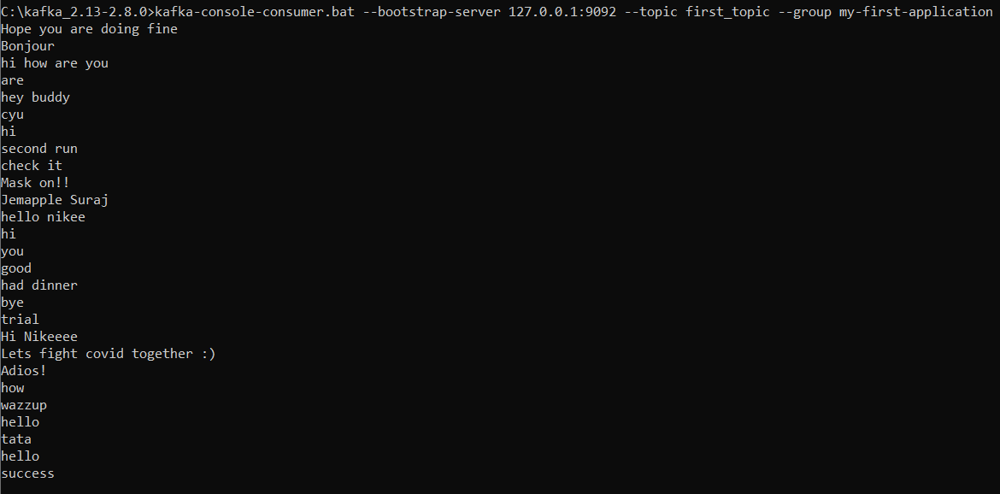 C:\kafka_2.13-2.8.0>kafka-console-consumer.bat --bootstrap-server 127.0.0.1:9092 --topic first_topic --group my-first-application
Hope you are doing fine
Bonjour
hi how are you
are
hey buddy
cyu
hi
second run
check it
Mask on!!
Jemapple Suraj
hello nikee
hi
you
good
had dinner
bye
trial
Hi Nikeeee
Lets fight covid together :)
Adios!
how
wazzup
hello
tata
hello
success